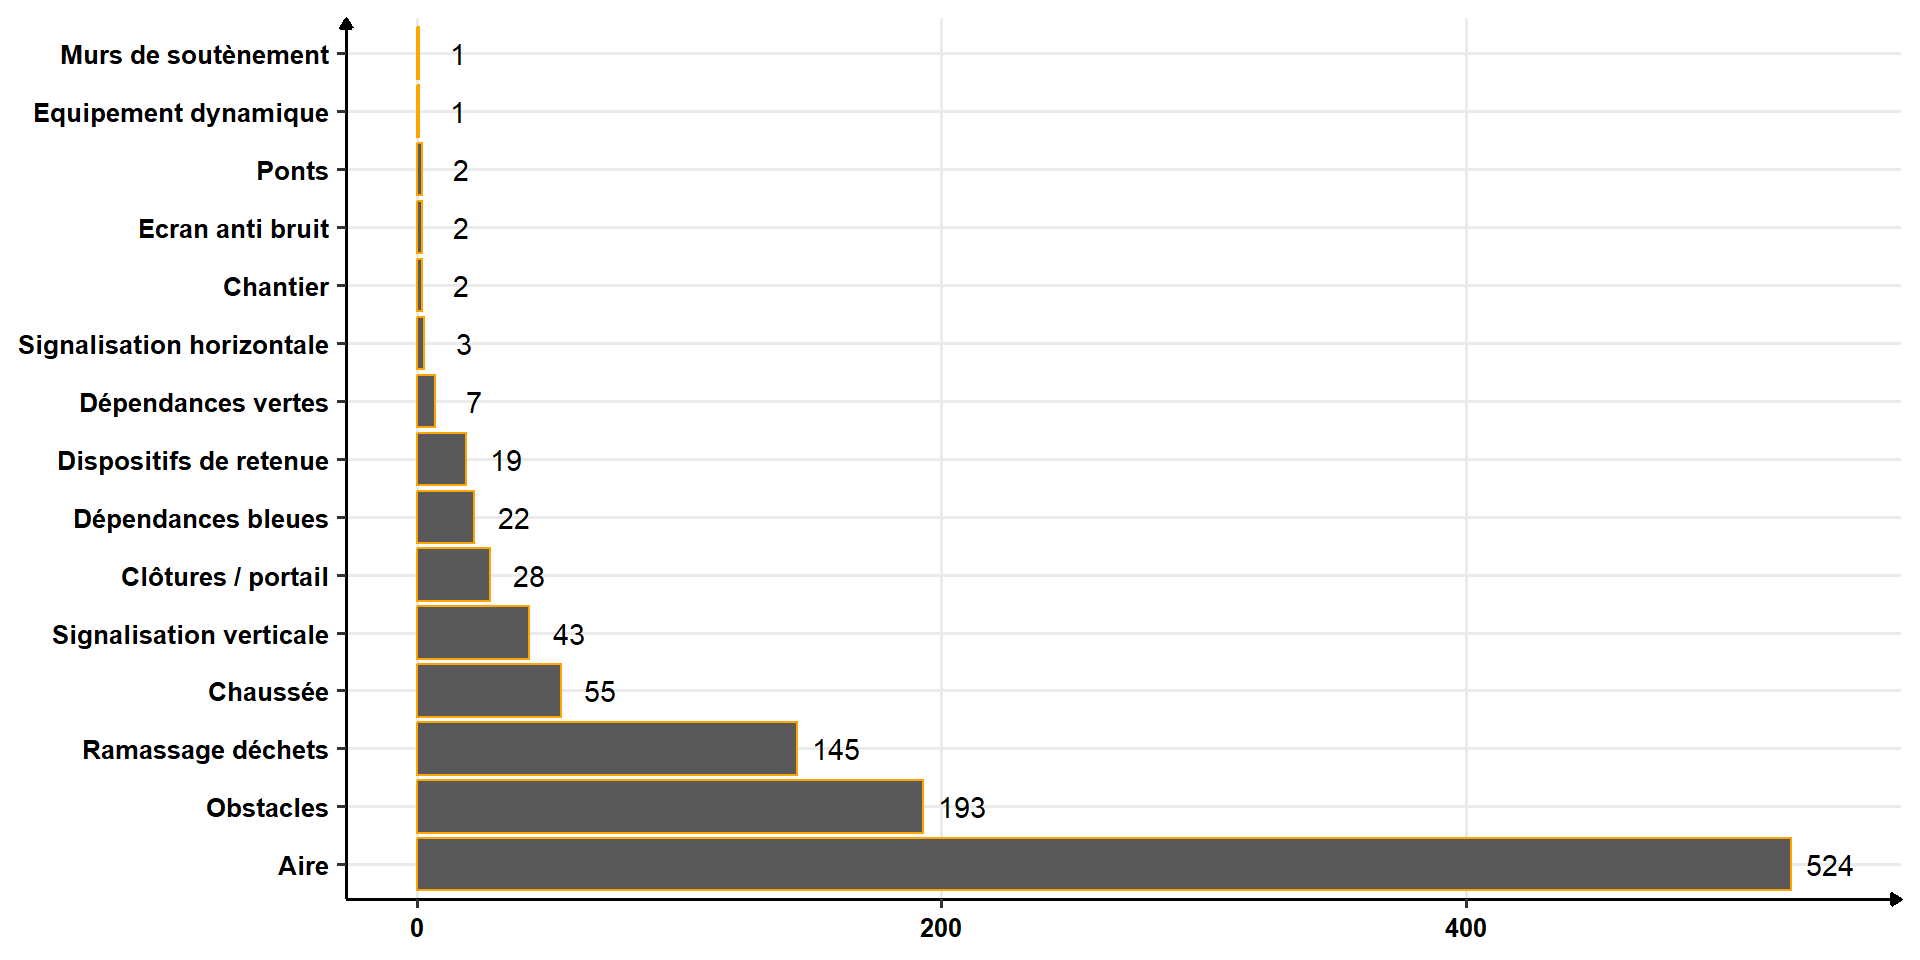 Murs de soutènement 1
Equipement dynamique 1
Ponts 2
Ecran anti bruit 2
Chantier 2
Signalisation horizontale 3
Dépendances vertes 7
Dispositifs de retenue 19
Dépendances bleues 22
Clôtures / portail 28
Signalisation verticale 43
Chaussée 55
Ramassage déchets 145
Obstacles 193
Aire 524
0 200 400